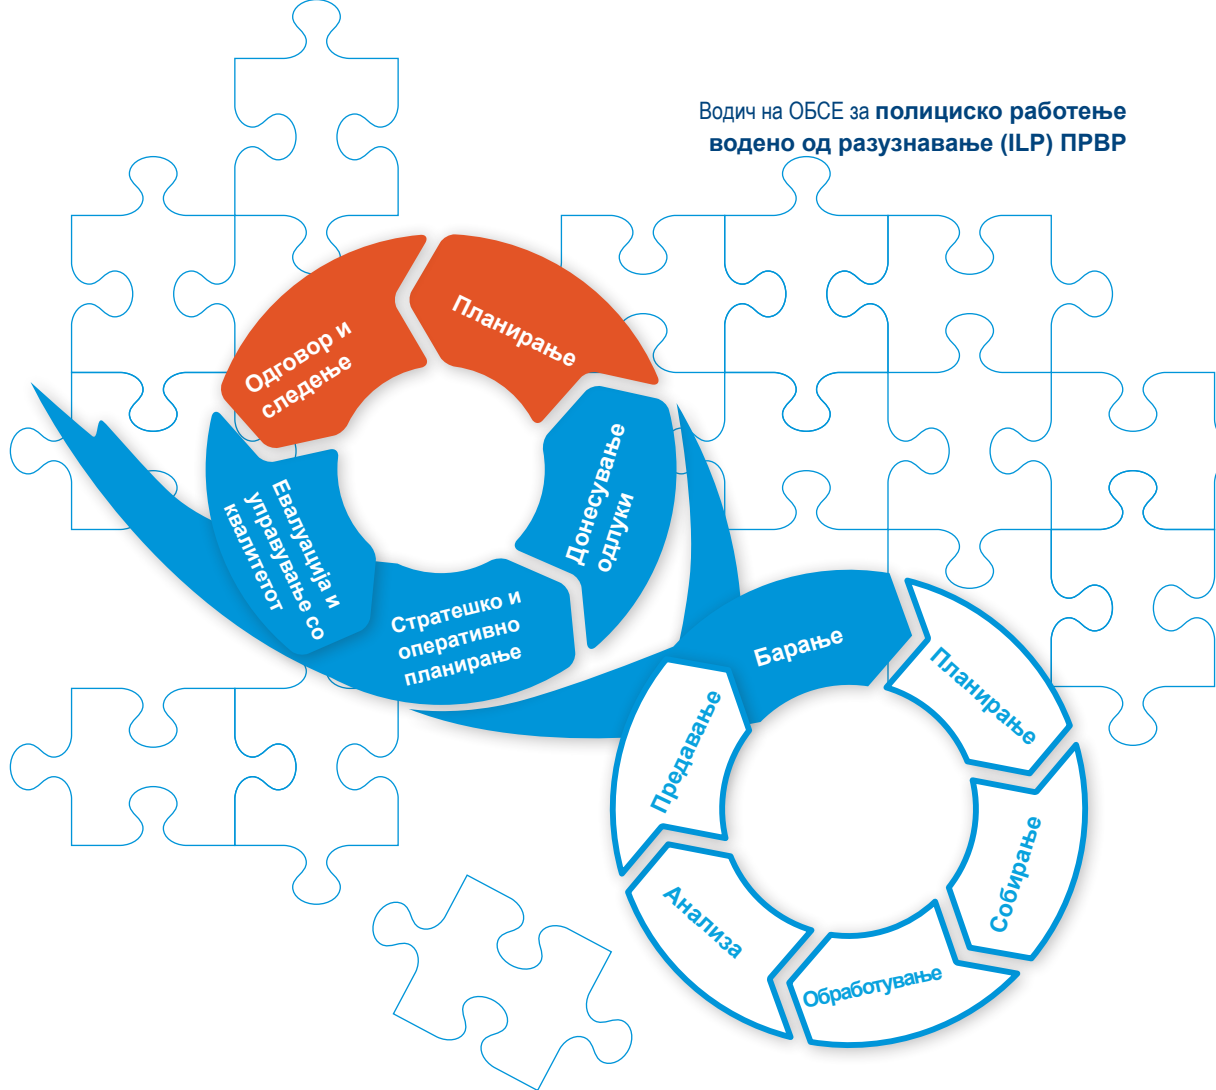 Водич на ОБСЕ за полициско работење
водено од разузнавање (ILP) ПРВР
Одговор и
следење
Планирање
Донесување
одлуки
Евалуација и
управување со
квалитетот
Стратешко и
оперативно
планирање
Барање
Планирање
Собирање
Обработување
Анализа
Предавање